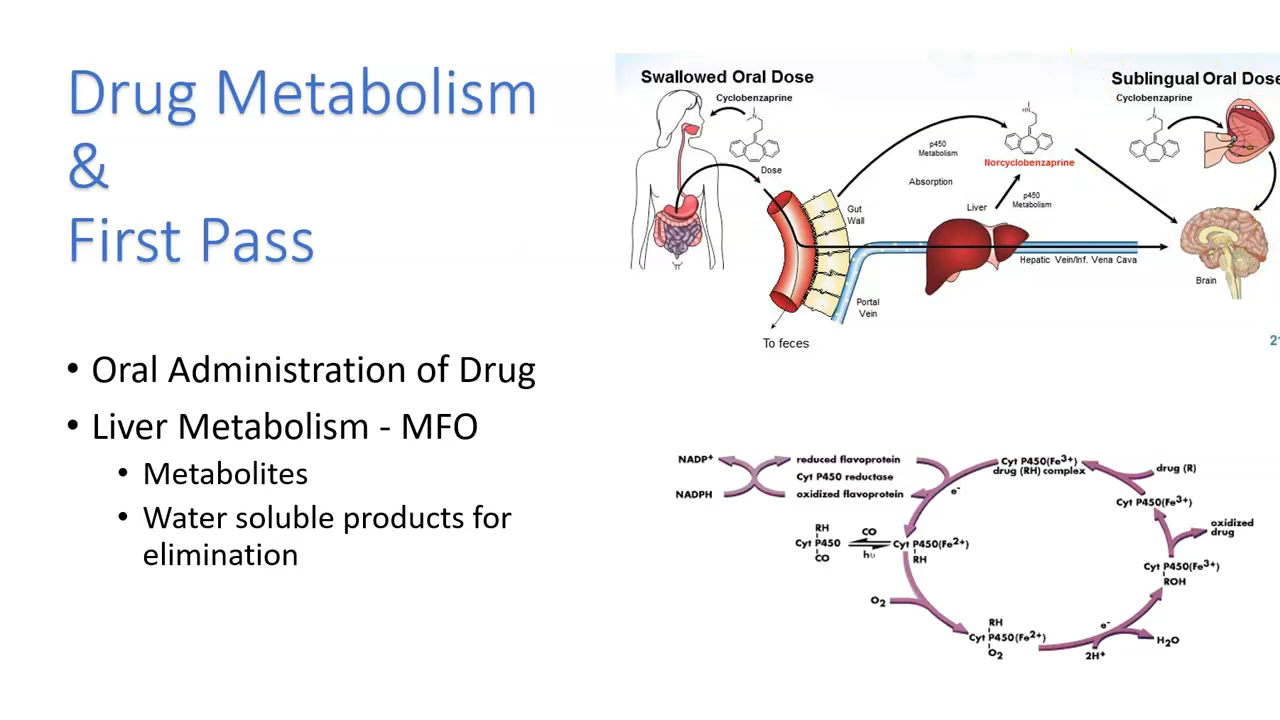 Drug Metabolism
&
First Pass
• Oral Administration of Drug
• Liver Metabolism - MFO
• Metabolites
• Water soluble products for
elimination
Swallowed Oral Dose
Cyclobenzaprine
Dose
p450
Metabolism
Absorption
Gut
Wall
Liver
Norcyclobenzaprine
p450
Metabolism
Hepatic Vein/Inf. Vena Cava
Portal
Vein
To feces
Sublingual Oral Dose
Cyclobenzaprine
Brain
HN
N
N
21
NADP+
reduced flavoprotein
Cyt P450 reductase
NADPH
oxidized flavoprotein
e-
Cyt P450(Fe3+)
drug (RH) complex
drug (R)
Cyt P450(Fe3+)
oxidized
drug
Cyt P450(Fe3+)
ROH
RH
Cyt P450
CO
CO
hυ
Cyt P450(Fe2+)
RH
O2
RH
Cyt P450(Fe2+)
O2
e-
2H+
H2O